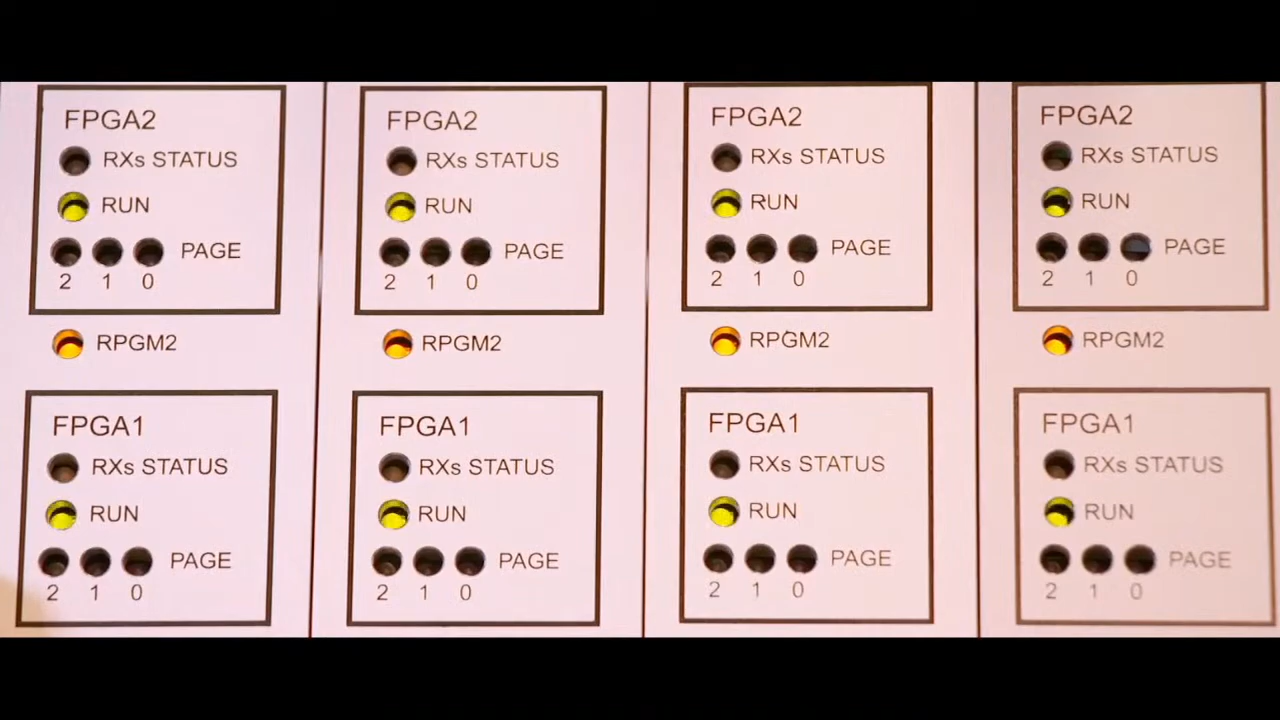 FPGA2 FPGA2 FPGA2 FPGA2
RXs STATUS RXs STATUS RXs STATUS RXs STATUS
RUN RUN RUN RUN
PAGE PAGE PAGE PAGE
2 1 0 2 1 0 2 1 0 2 1 0
RPGM2 RPGM2 RPGM2 RPGM2
FPGA1 FPGA1 FPGA1 FPGA1
RXs STATUS RXs STATUS RXs STATUS RXs STATUS
RUN RUN RUN RUN
PAGE PAGE PAGE PAGE
2 1 0 2 1 0 2 1 0 2 1 0